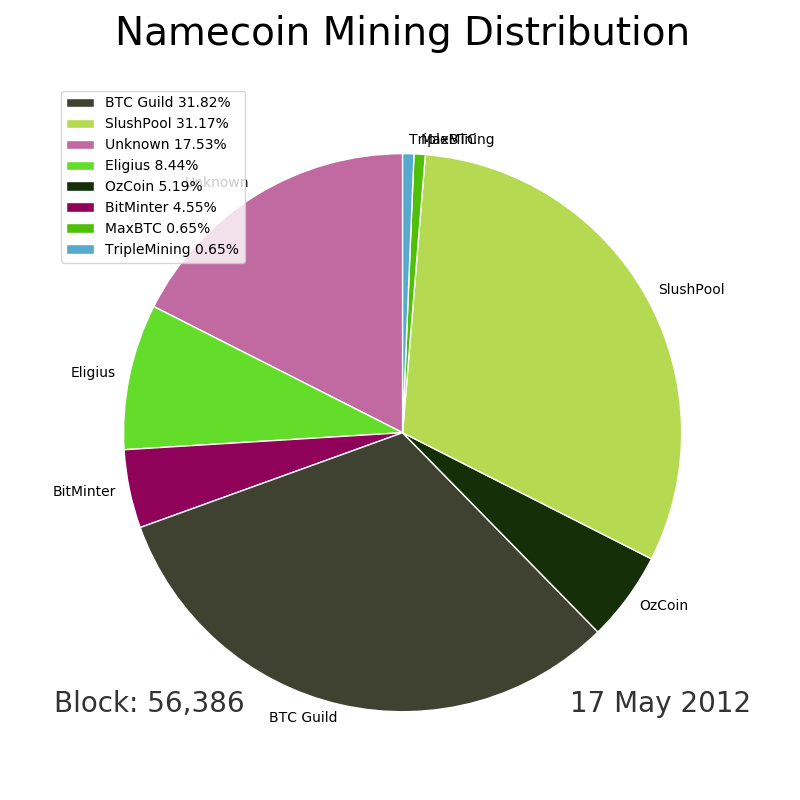 Namecoin Mining Distribution
BTC Guild 31.82%
SlushPool 31.17%
Unknown 17.53%
Eligius 8.44%
OzCoin 5.19%
BitMinter 4.55%
MaxBTC 0.65%
TripleMining 0.65%
TripleMining
MaxBTC
Unknown
SlushPool
Eligius
BitMinter
OzCoin
BTC Guild
Block: 56,386
17 May 2012